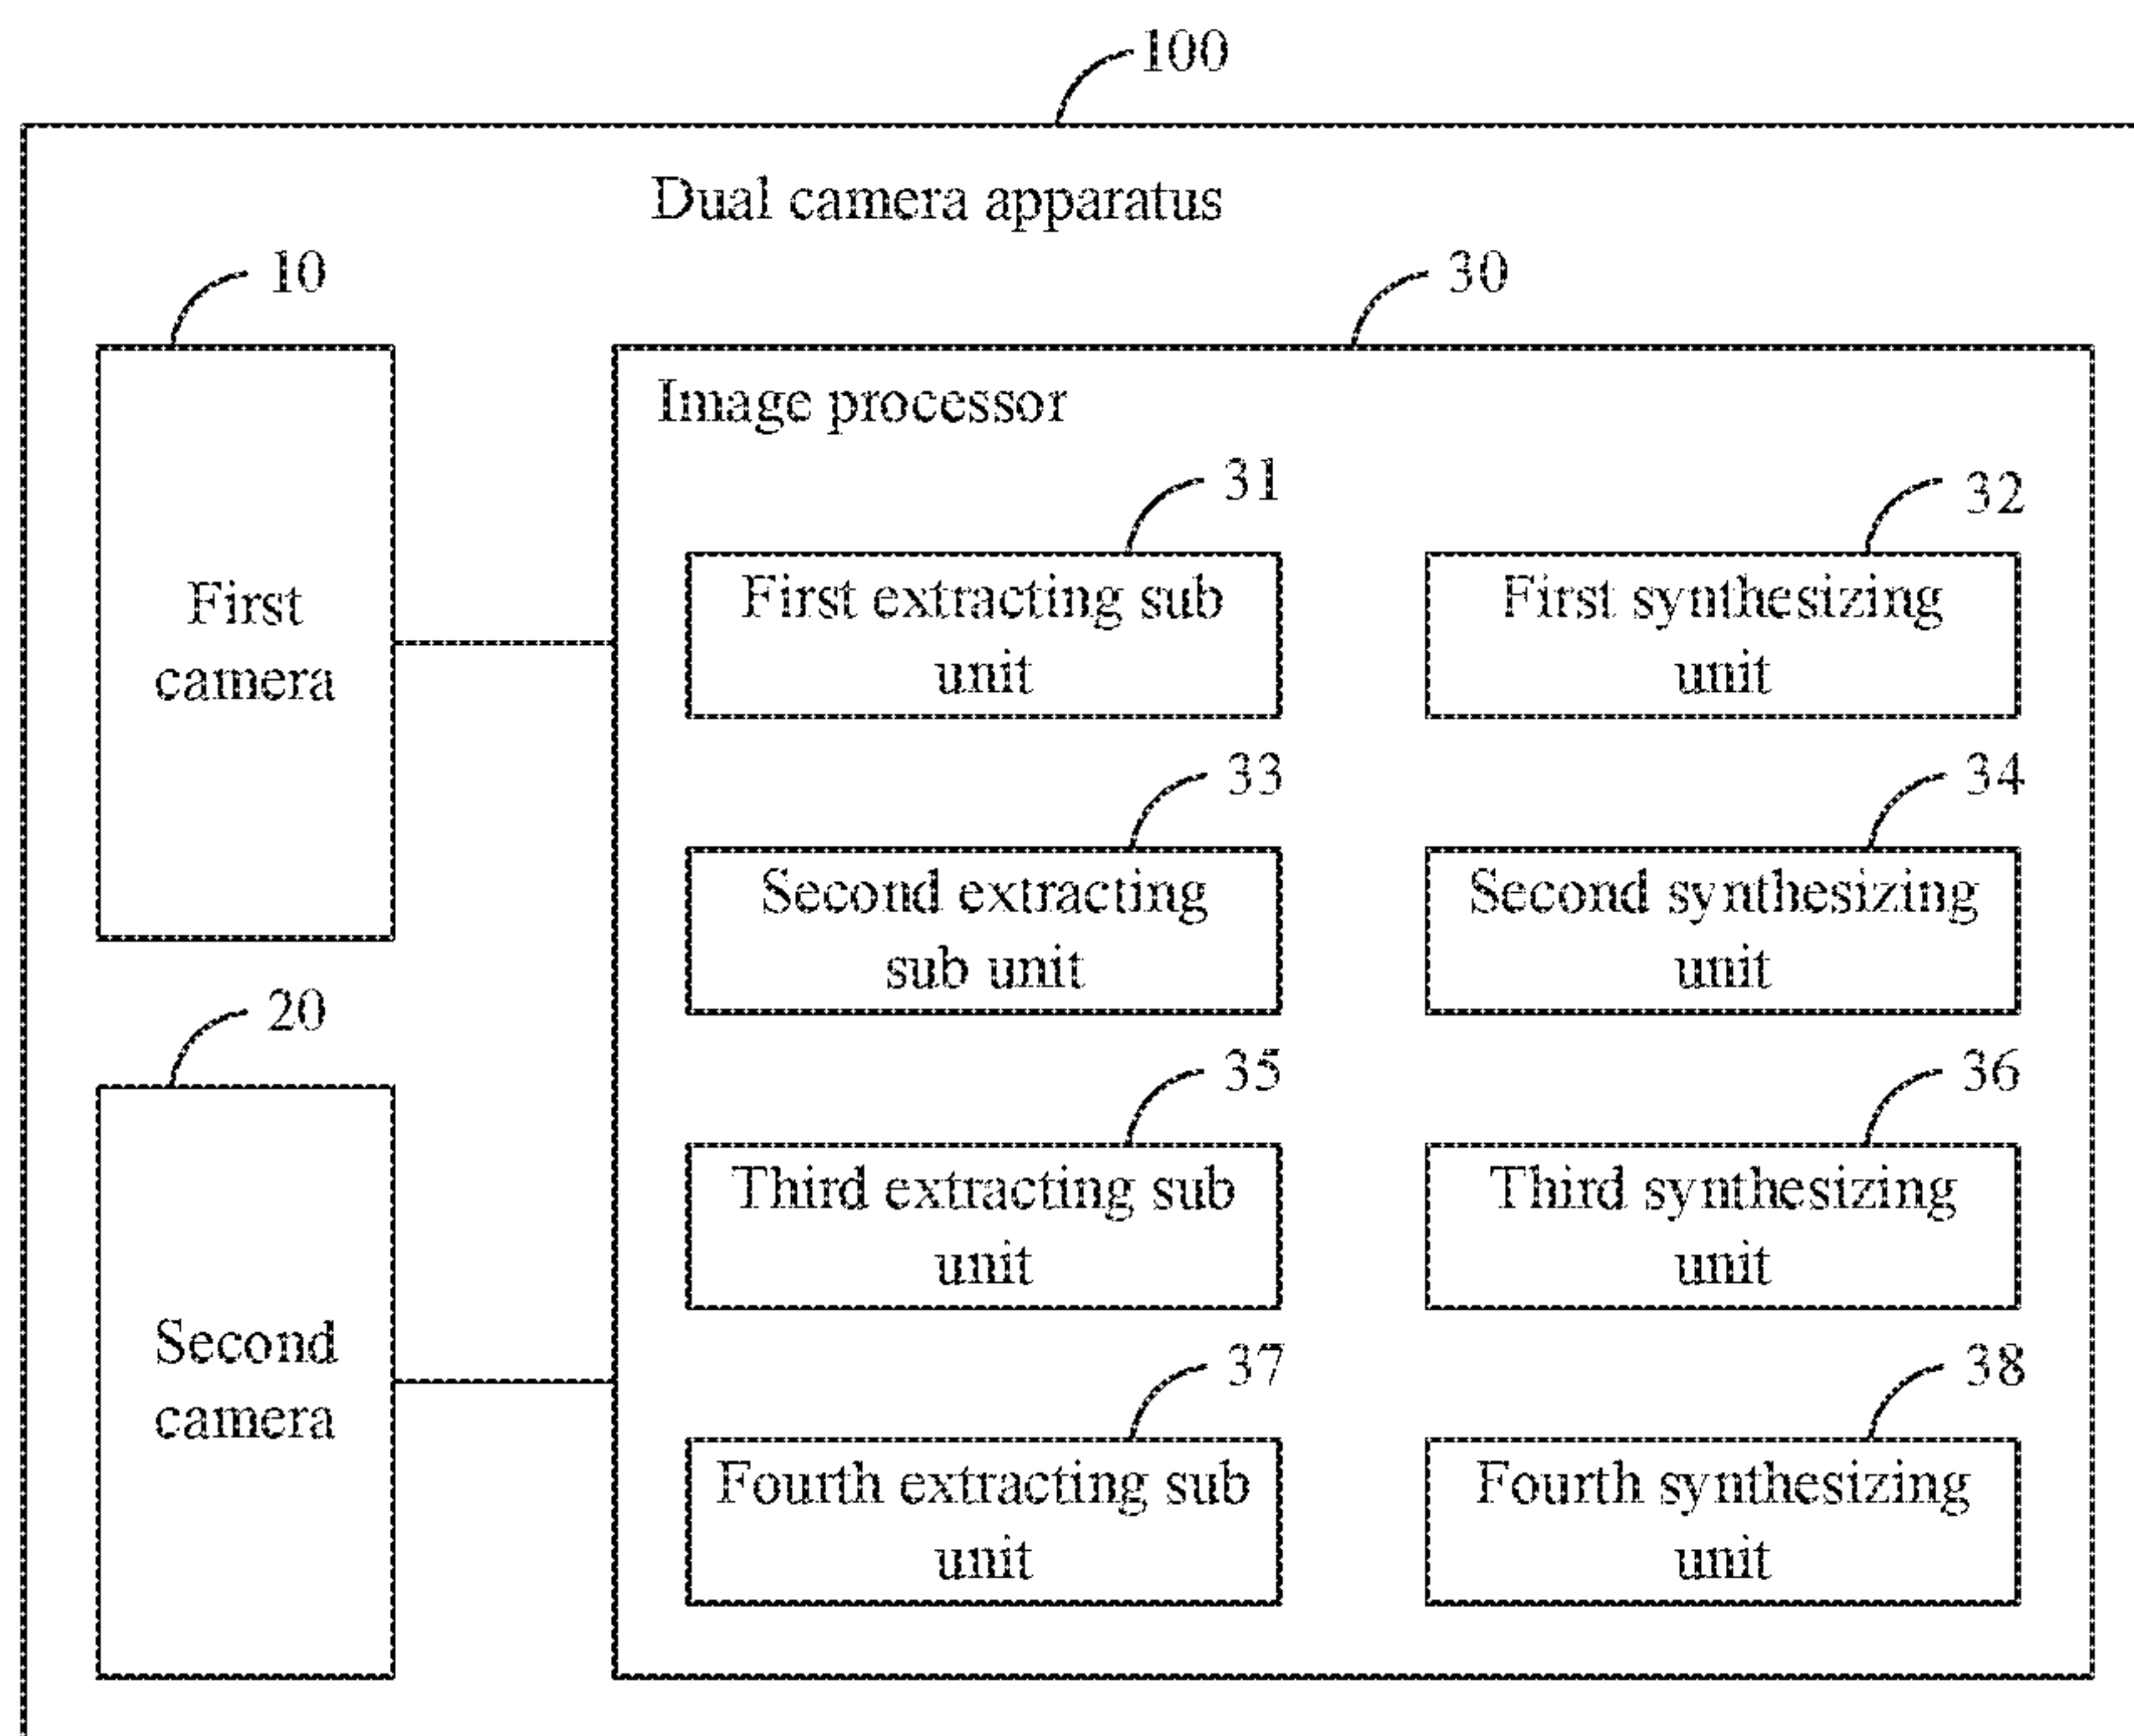 100
Dual camera apparatus
10
30
First
camera
Image processor
31
32
First extracting sub
unit
First synthesizing
unit
33
34
Second extracting
sub unit
Second synthesizing
unit
20
Second
camera
35
36
Third extracting sub
unit
Third synthesizing
unit
37
38
Fourth extracting sub
unit
Fourth synthesizing
unit